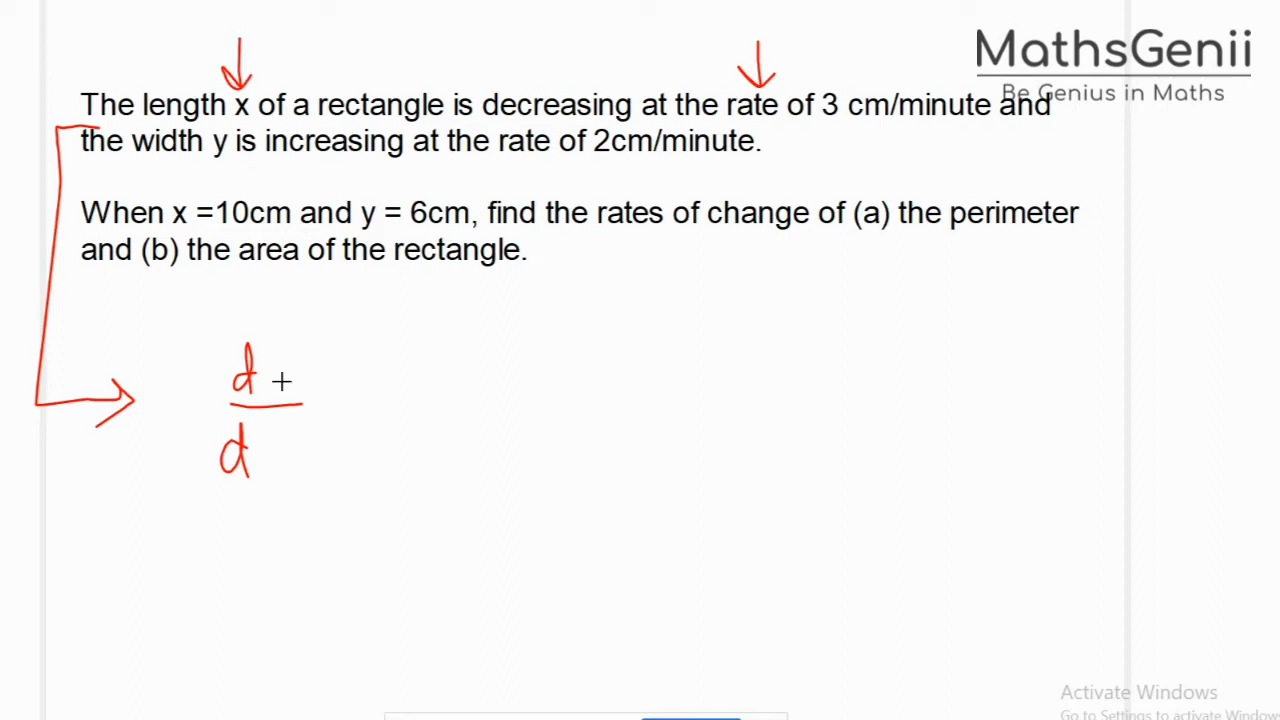 MathsGenii
Be Genius in Maths
The length x of a rectangle is decreasing at the rate of 3 cm/minute and
the width y is increasing at the rate of 2cm/minute.
When x =10cm and y = 6cm, find the rates of change of (a) the perimeter
and (b) the area of the rectangle.
d
d
Activate Windows
Go to Settings to activate Window